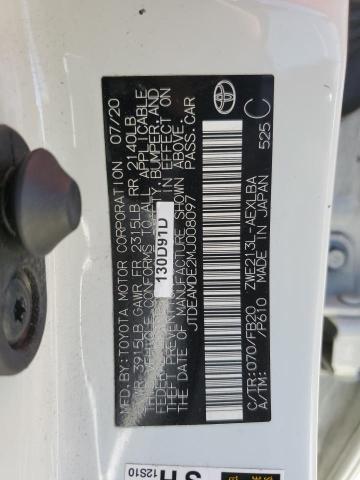 MFD. BY: TOYOTA MOTOR CORPORATION 07/20
GVWR 3915LB GAWR FR 2315LB RR 2140LB
THIS VEHICLE CONFORMS TO ALL APPLICABLE
FEDERAL MOTOR VEHICLE SAFETY, BUMPER, AND
THEFT PREVENTION STANDARDS IN EFFECT ON
THE DATE OF MANUFACTURE SHOWN ABOVE.
130D91D
JTDEAMDE2MJ008097 PASS.CAR
C/TR:070/FB20 ZWE213L-AEXLBA
A/TM: /P610 MADE IN JAPAN
525 C
12S10